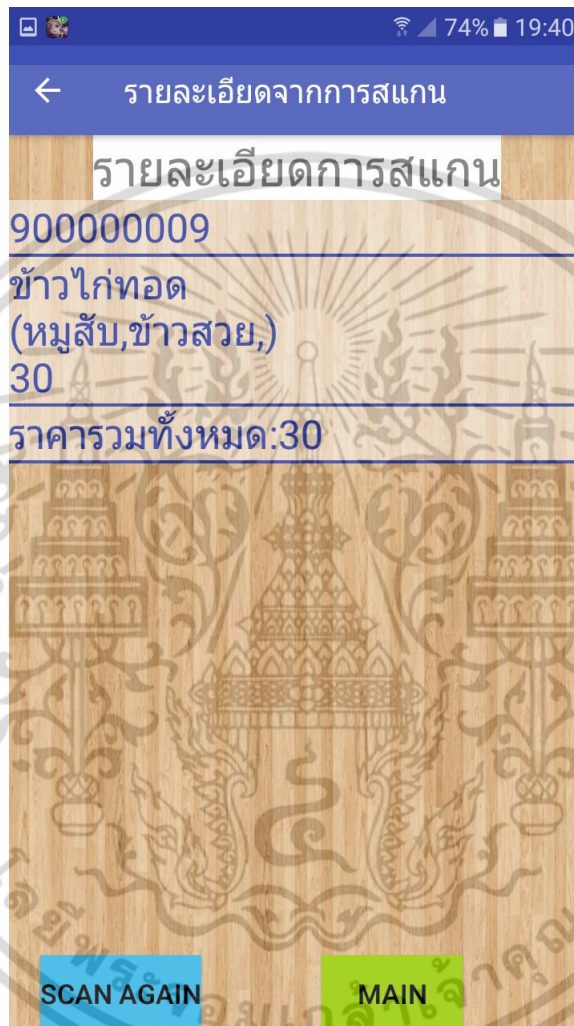 74% 19:40
รายละเอียดจากการสแกน
รายละเอียดการสแกน
900000009
ข้าวไก่ทอด
(หมูสับ,ข้าวสวย,)
30
ราคารวมทั้งหมด:30
SCAN AGAIN
MAIN